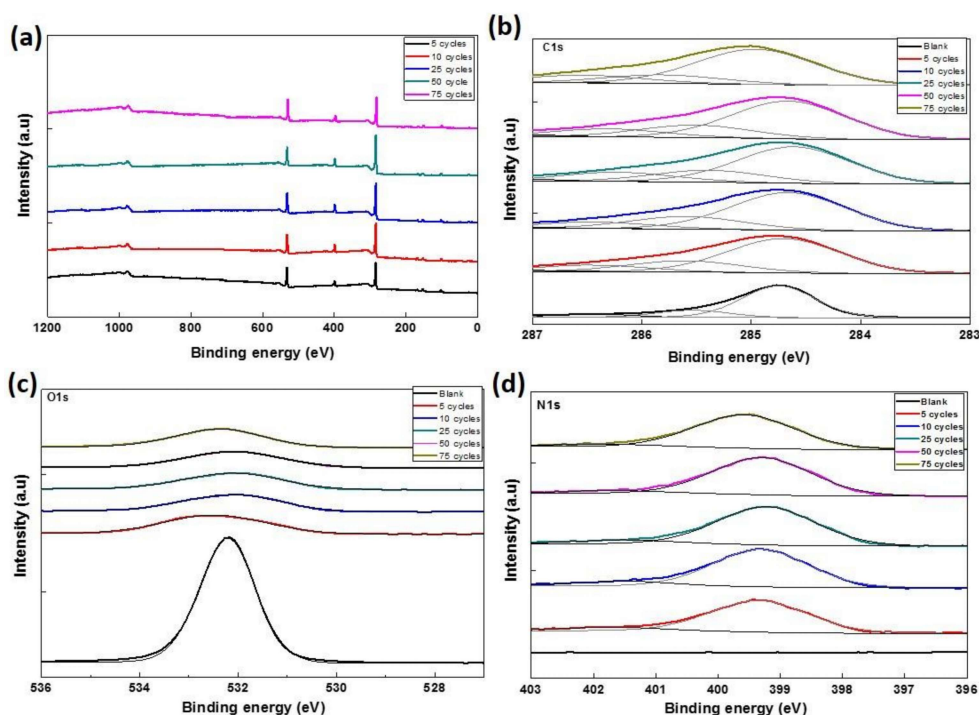 (a)
5 cycles
10 cycles
25 cycles
50 cycle
75 cycles
Intensity (a.u)
1200 1000 800 600 400 200 0
Binding energy (eV)
(b)
C1s
Blank
5 cycles
10 cycles
25 cycles
50 cycles
75 cycles
Intensity (a.u)
287 286 285 284 283
Binding energy (eV)
(c)
O1s
Blank
5 cycles
10 cycles
25 cycles
50 cycles
75 cycles
Intensity (a.u)
536 534 532 530 528
Binding energy (eV)
(d)
N1s
Blank
5 cycles
10 cycles
25 cycles
50 cycles
75 cycles
Intensity (a.u)
403 402 401 400 399 398 397 396
Binding energy (eV)